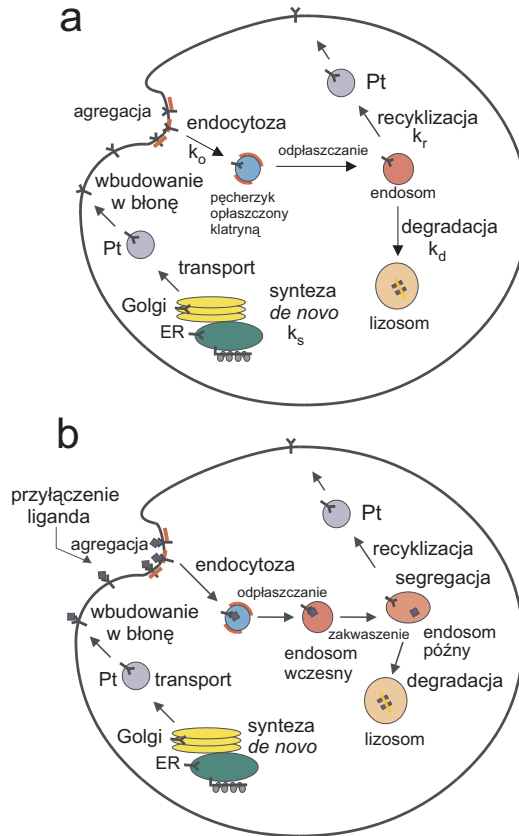 a
agregacja
endocytoza
k₀
Pt
recyklizacja
kᵣ
odpłaszczanie
wbudowanie
w błonę
pęcherzyk
opłaszczony
klatryną
endosom
degradacja
k_d
Pt
transport
Golgi
ER
synteza
de novo
kₛ
lizosom
b
przyłączenie
liganda
agregacja
endocytoza
Pt
recyklizacja
odpłaszczanie
segregacja
wbudowanie
w błonę
zakwaszenie
endosom
wczesny
endosom
późny
Pt
transport
degradacja
Golgi
ER
synteza
de novo
lizosom